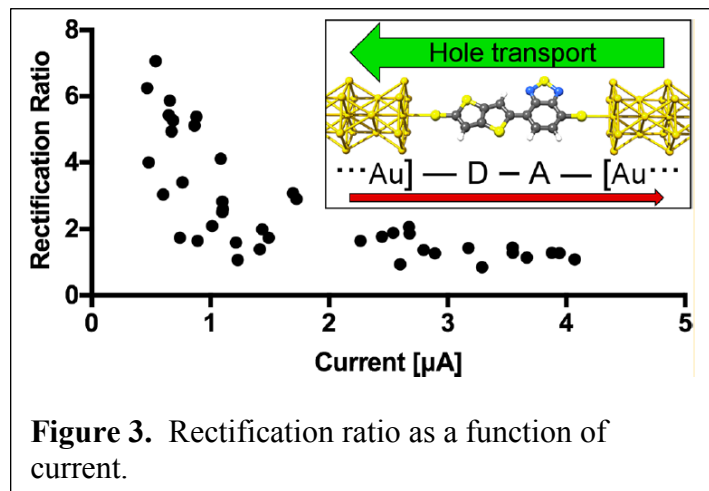 8
6
4
2
0
Rectification Ratio
Hole transport
···Au] — D – A — [Au···
0 1 2 3 4 5
Current [µA]
Figure 3. Rectification ratio as a function of
current.